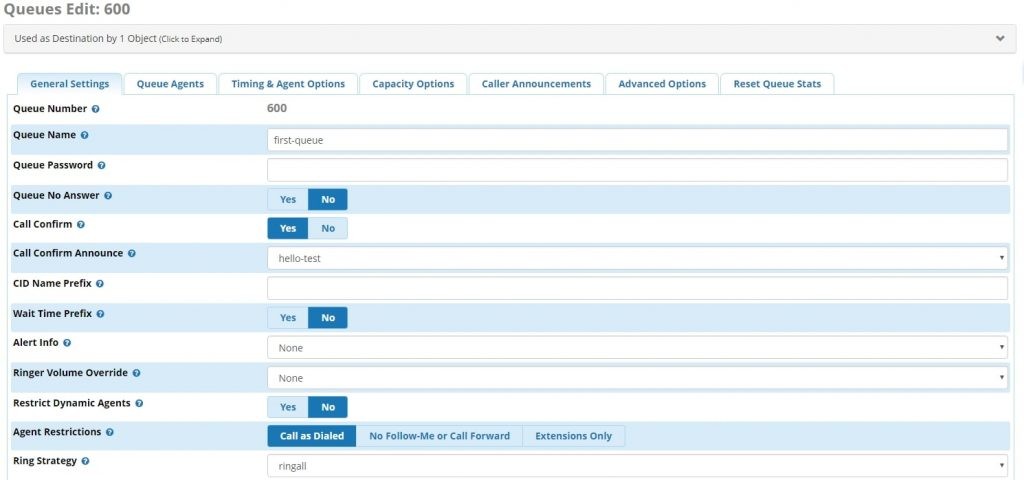 Queues Edit: 600
Used as Destination by 1 Object (Click to Expand)
General Settings Queue Agents Timing & Agent Options Capacity Options Caller Announcements Advanced Options Reset Queue Stats
Queue Number 600
Queue Name first-queue
Queue Password
Queue No Answer Yes No
Call Confirm Yes No
Call Confirm Announce hello-test
CID Name Prefix
Wait Time Prefix Yes No
Alert Info None
Ringer Volume Override None
Restrict Dynamic Agents Yes No
Agent Restrictions Call as Dialed No Follow-Me or Call Forward Extensions Only
Ring Strategy ringall